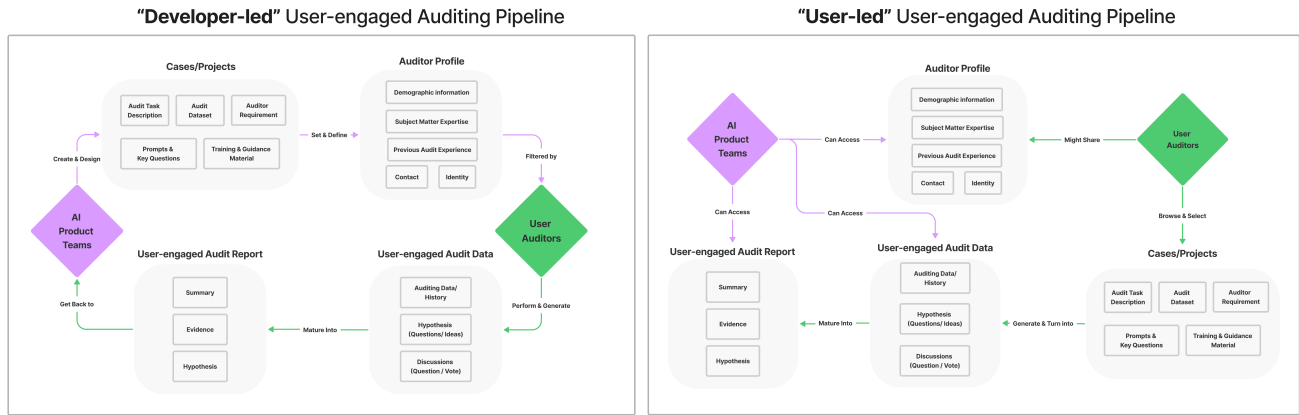 “Developer-led” User-engaged Auditing Pipeline
Cases/Projects
Audit Task
Description
Audit
Dataset
Auditor
Requirement
Prompts &
Key Questions
Training & Guidance
Material
Set & Define
Auditor Profile
Demographic information
Subject Matter Expertise
Previous Audit Experience
Contact
Identity
Create & Design
Filtered by
AI
Product
Teams
User
Auditors
User-engaged Audit Report
Summary
Evidence
Hypothesis
User-engaged Audit Data
Auditing Data/
History
Hypothesis
(Questions/ Ideas)
Discussions
(Question / Vote)
Get Back to
Mature Into
Perform & Generate
“User-led” User-engaged Auditing Pipeline
Auditor Profile
Demographic information
Subject Matter Expertise
Previous Audit Experience
Contact
Identity
AI
Product
Teams
Can Access
Might Share
User
Auditors
Can Access
Can Access
Browse & Select
User-engaged Audit Report
Summary
Evidence
Hypothesis
Mature Into
User-engaged Audit Data
Auditing Data/
History
Hypothesis
(Questions/ Ideas)
Discussions
(Question / Vote)
Generate & Turn into
Cases/Projects
Audit Task
Description
Audit
Dataset
Auditor
Requirement
Prompts &
Key Questions
Training & Guidance
Material